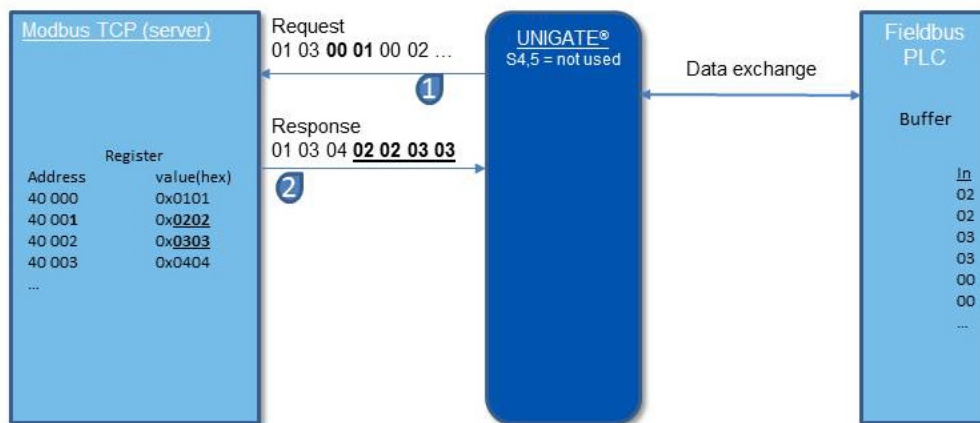 Modbus TCP (server)
Register
Address value(hex)
40 000 0x0101
40 001 0x0202
40 002 0x0303
40 003 0x0404
...
Request
01 03 00 01 00 02 ...
1
Response
01 03 04 02 02 03 03
2
UNIGATE®
S4,5 = not used
Data exchange
Fieldbus
PLC
Buffer
In
02
02
03
03
00
00
...